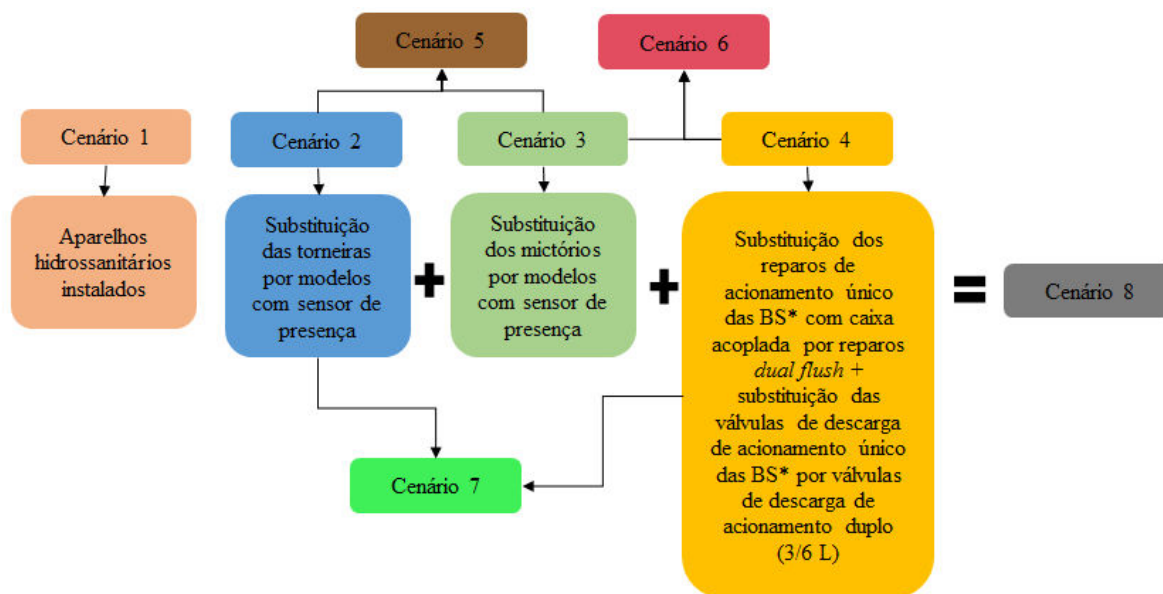 Cenário 5
Cenário 6
Cenário 1
Cenário 2
Cenário 3
Cenário 4
Aparelhos
hidrossanitários
instalados
Substituição
das torneiras
por modelos
com sensor de
presença
+
Substituição
dos mictórios
por modelos
com sensor de
presença
+
Substituição dos
reparos de
acionamento único
das BS* com caixa
acoplada por reparos
dual flush +
substituição das
válvulas de descarga
de acionamento único
das BS* por válvulas
de descarga de
acionamento duplo
(3/6 L)
=
Cenário 8
Cenário 7